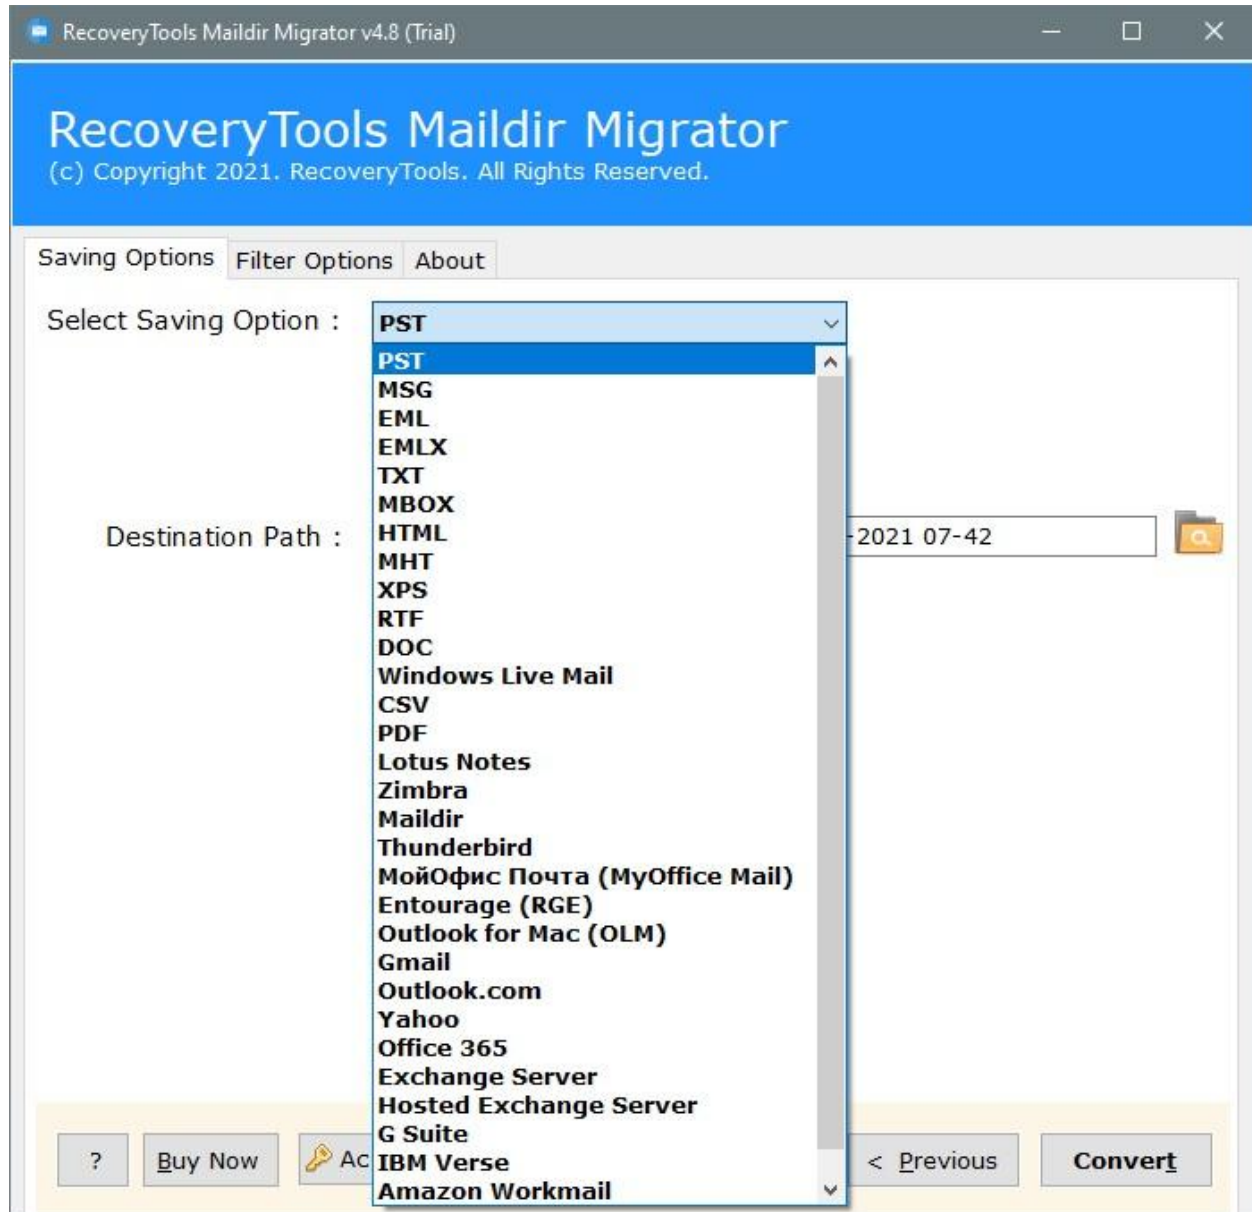 RecoveryTools Maildir Migrator v4.8 (Trial)
RecoveryTools Maildir Migrator
(c) Copyright 2021. RecoveryTools. All Rights Reserved.
Saving Options Filter Options About
Select Saving Option : PST
PST
MSG
EML
EMLX
TXT
MBOX
Destination Path : HTML -2021 07-42
MHT
XPS
RTF
DOC
Windows Live Mail
CSV
PDF
Lotus Notes
Zimbra
Maildir
Thunderbird
МойОфис Почта (MyOffice Mail)
Entourage (RGE)
Outlook for Mac (OLM)
Gmail
Outlook.com
Yahoo
Office 365
Exchange Server
Hosted Exchange Server
G Suite
? Buy Now Ac IBM Verse < Previous Convert
Amazon Workmail